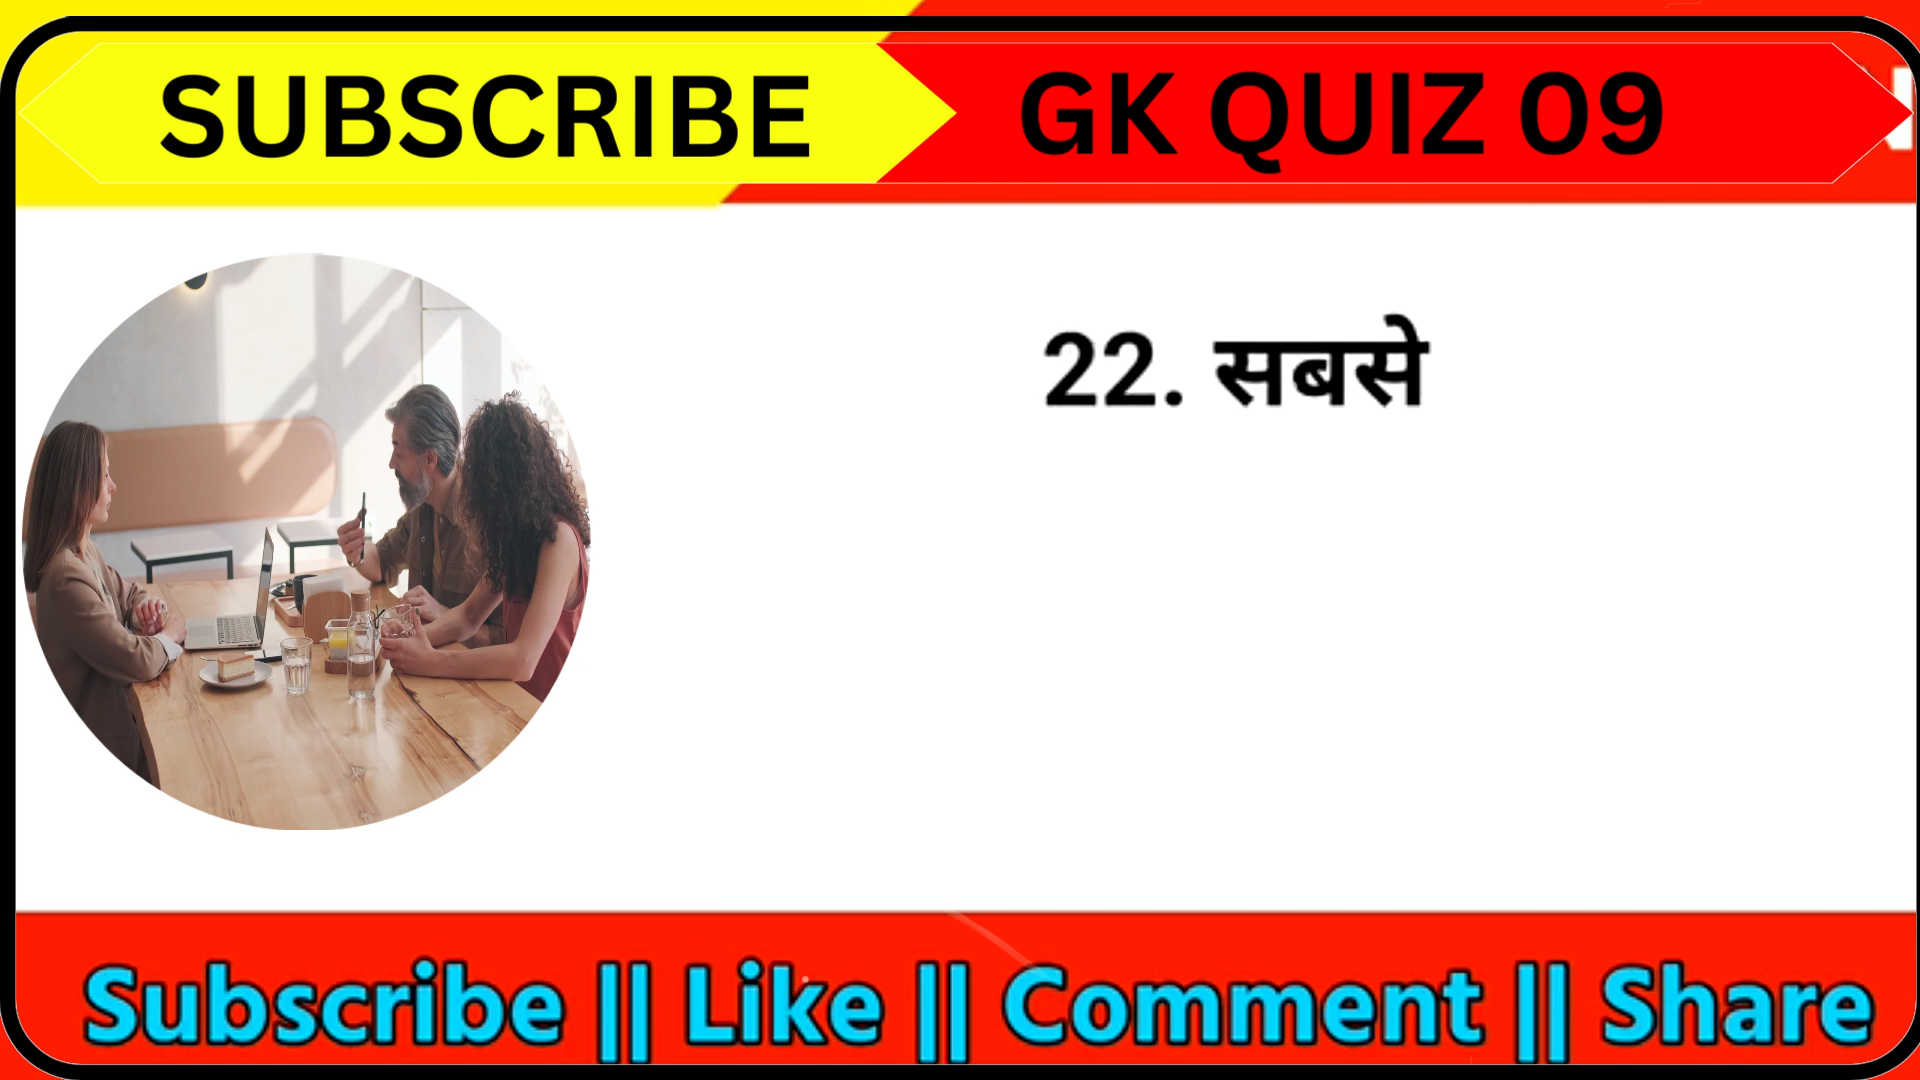 SUBSCRIBE
GK QUIZ 09
22. सबसे
Subscribe || Like || Comment || Share